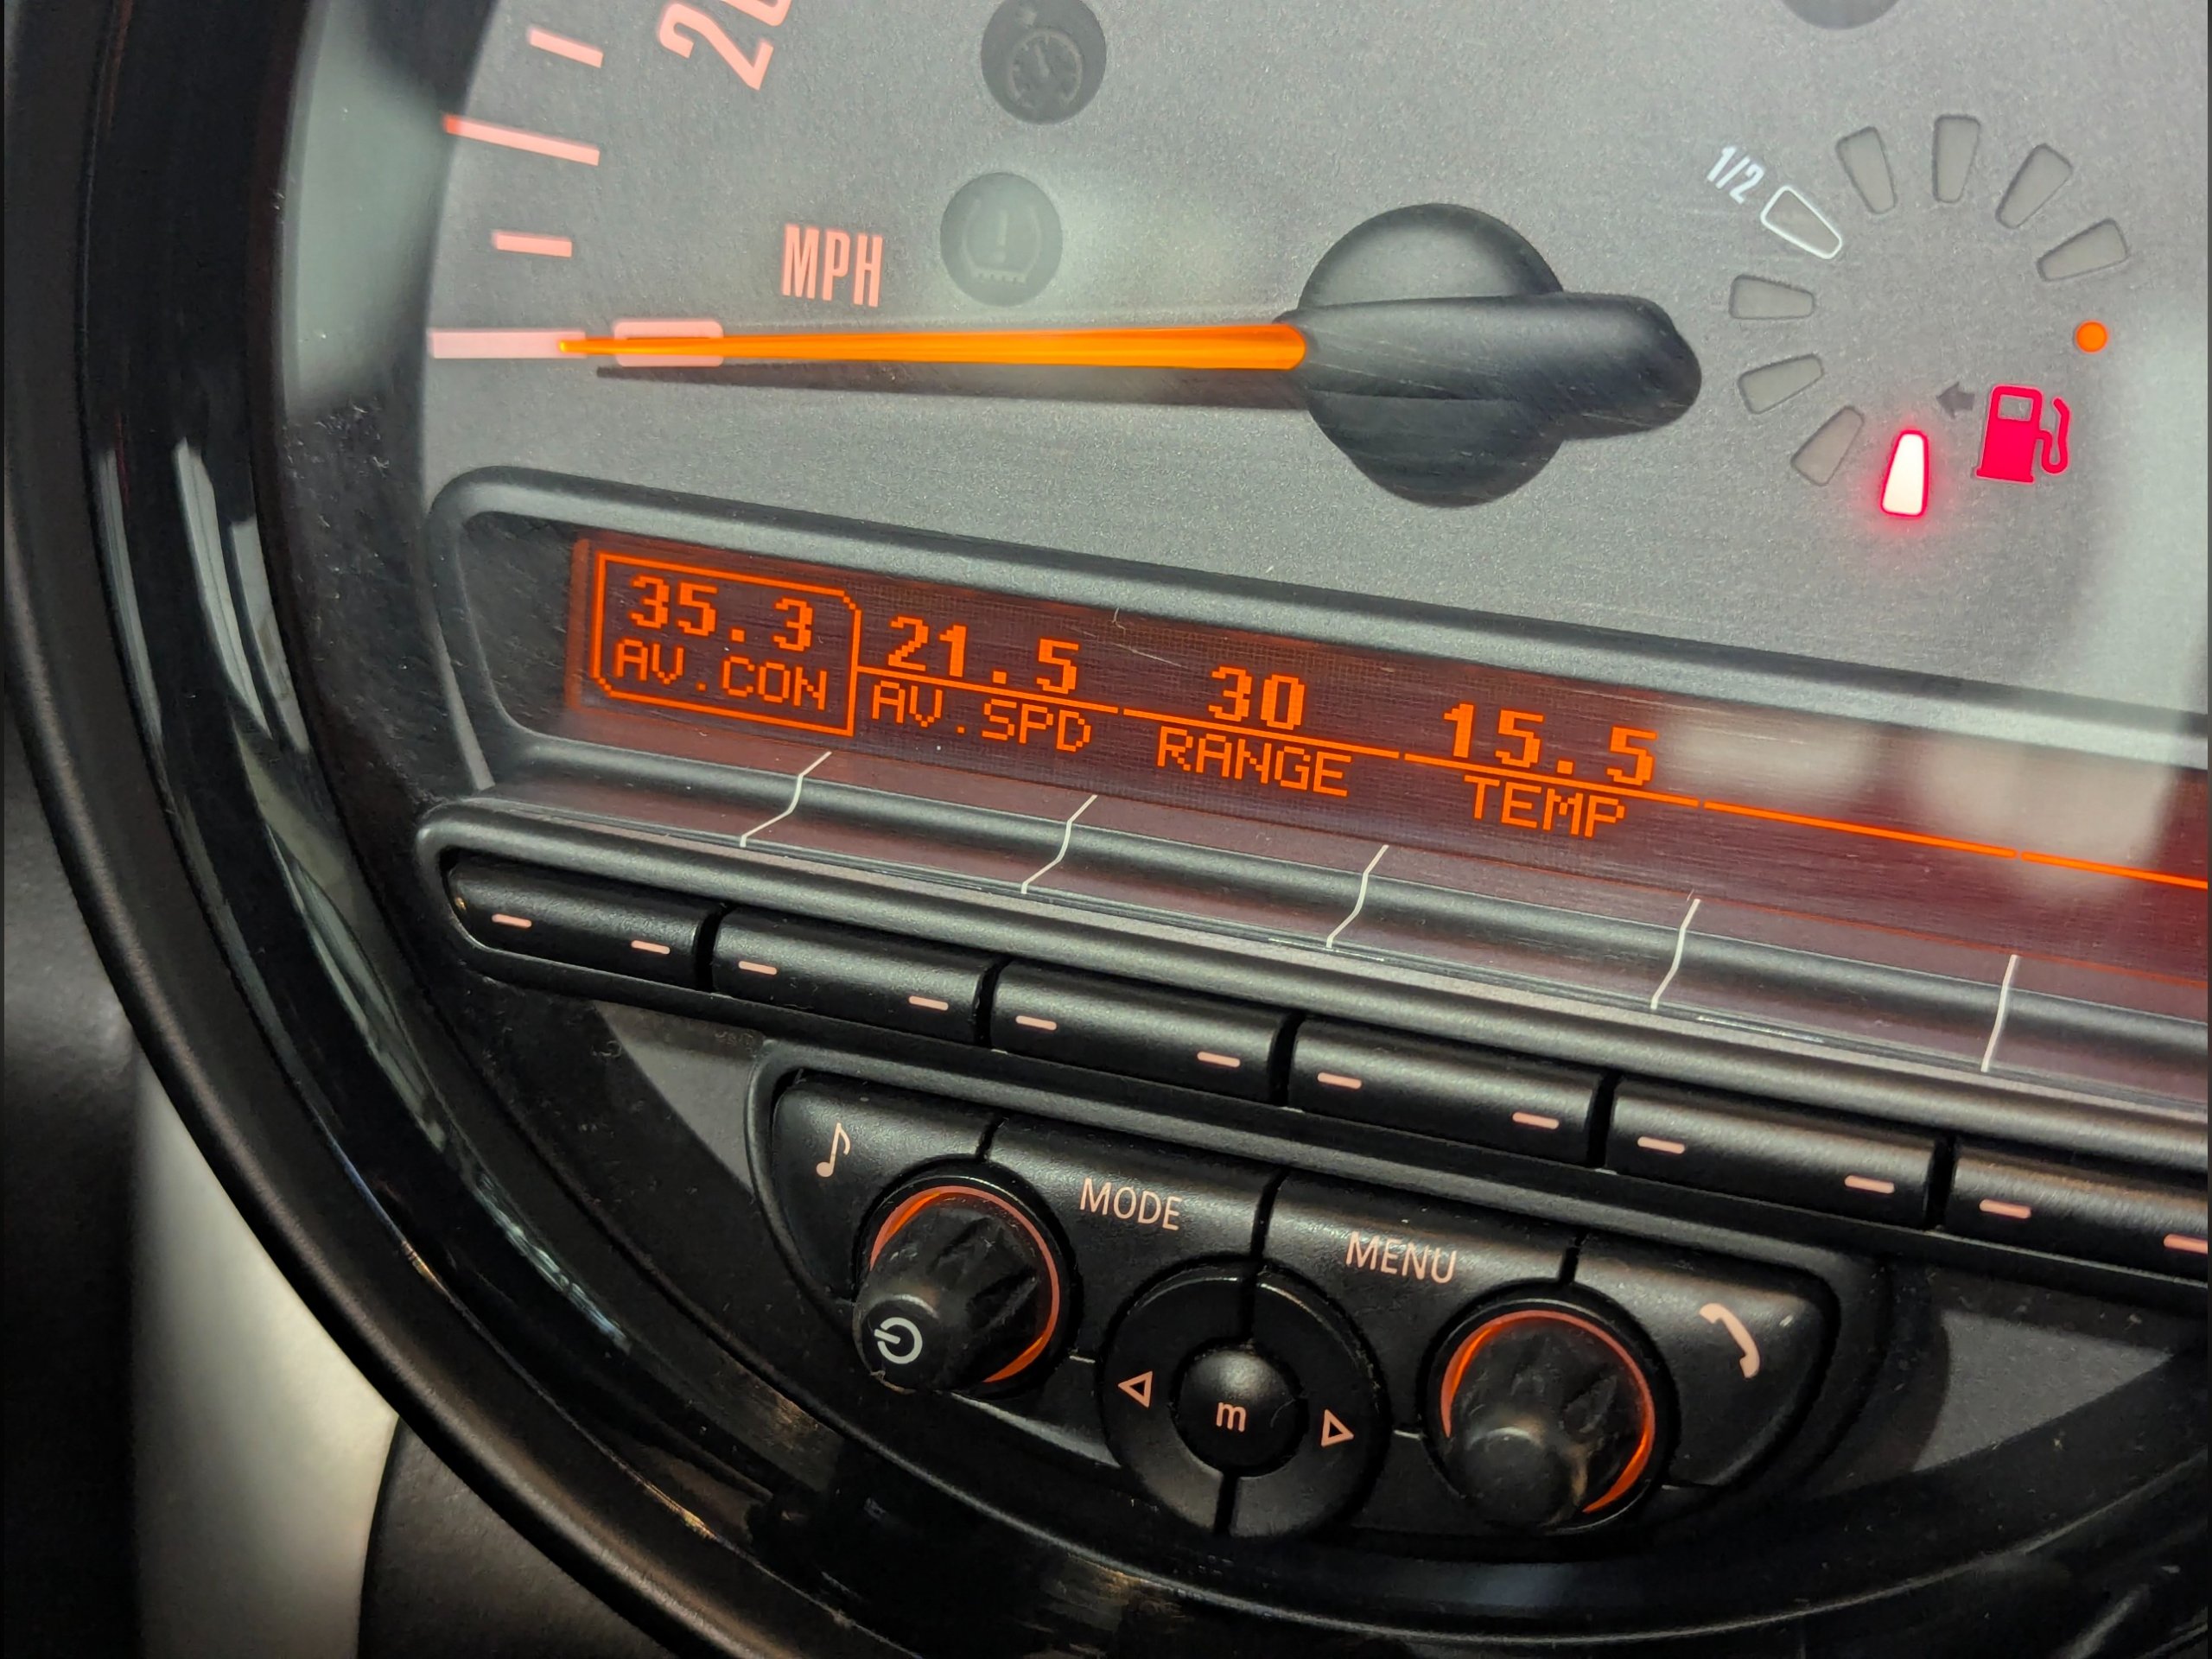 MPH
1/2
35.3 21.5 30 15.5
AV.CON AV.SPD RANGE TEMP
MODE
MENU
m